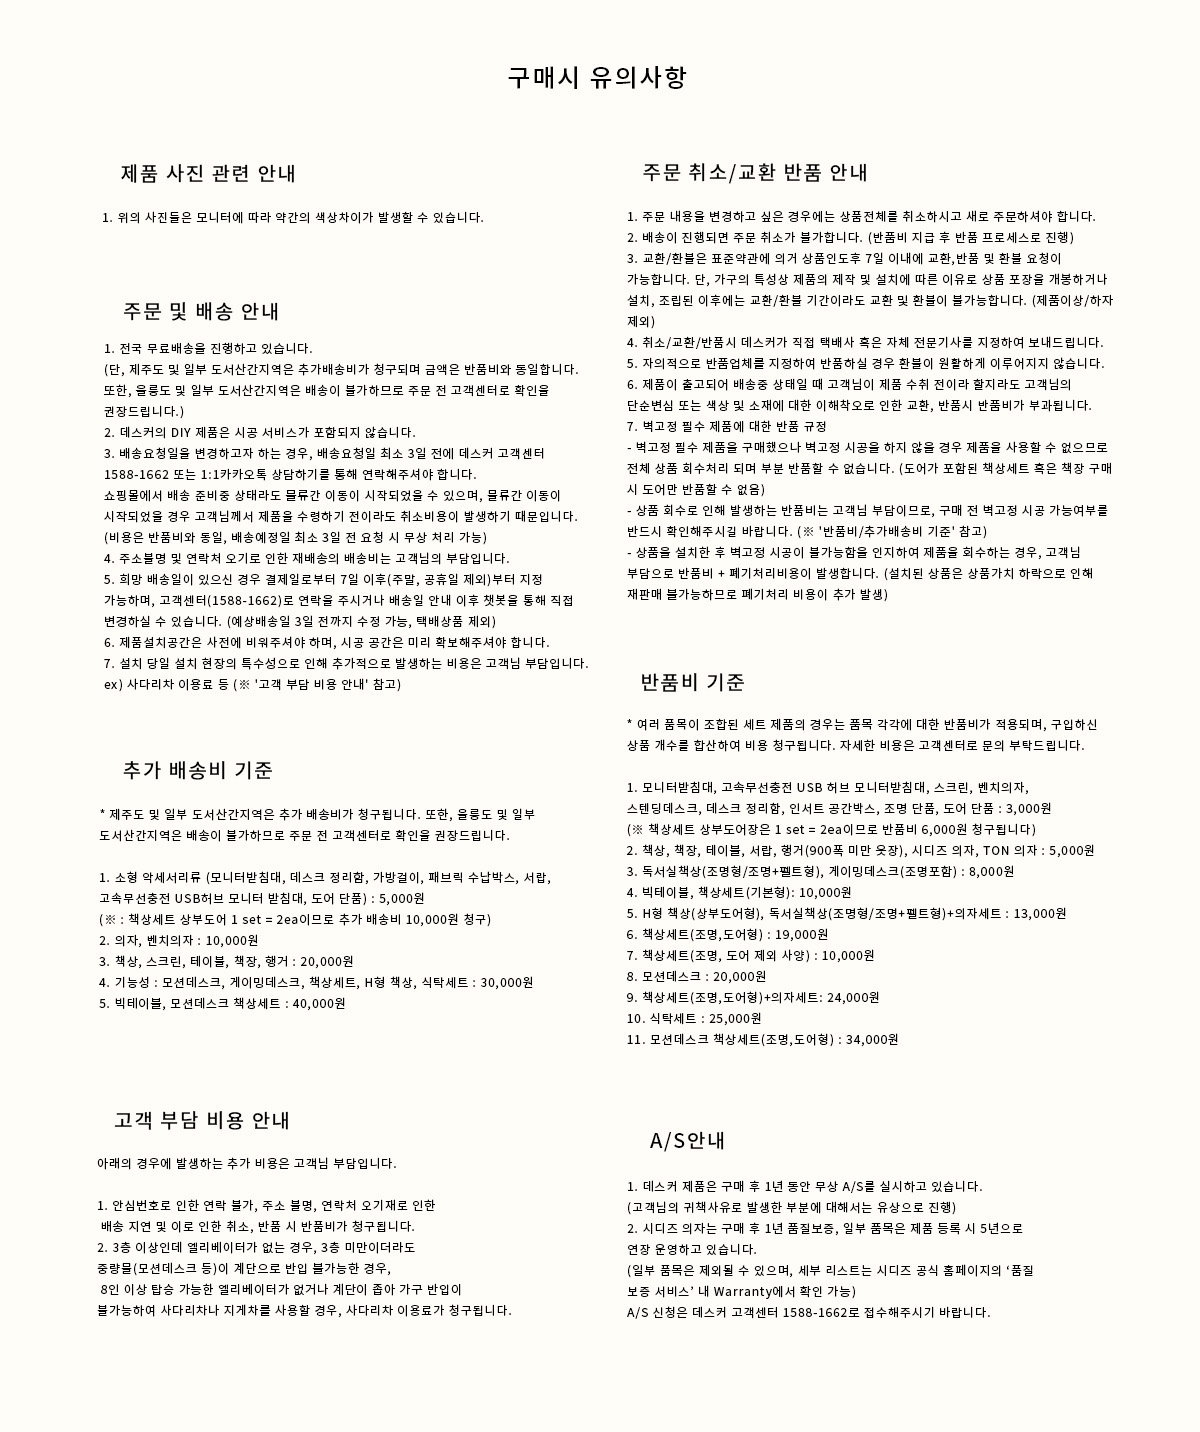 구매시 유의사항
제품 사진 관련 안내
1. 위의 사진들은 모니터에 따라 약간의 색상차이가 발생할 수 있습니다.
주문 및 배송 안내
1. 전국 무료배송을 진행하고 있습니다.
(단, 제주도 및 일부 도서산간지역은 추가배송비가 청구되며 금액은 반품비와 동일합니다.
또한, 울릉도 및 일부 도서산간지역은 배송이 불가하므로 주문 전 고객센터로 확인을
권장드립니다.)
2. 데스커의 DIY 제품은 시공 서비스가 포함되지 않습니다.
3. 배송요청일을 변경하고자 하는 경우, 배송요청일 최소 3일 전에 데스커 고객센터
1588-1662 또는 1:1카카오톡 상담하기를 통해 연락해주셔야 합니다.
쇼핑몰에서 배송 준비중 상태라도 물류간 이동이 시작되었을 수 있으며, 물류간 이동이
시작되었을 경우 고객님께서 제품을 수령하기 전이라도 취소비용이 발생하기 때문입니다.
(비용은 반품비와 동일, 배송예정일 최소 3일 전 요청 시 무상 처리 가능)
4. 주소불명 및 연락처 오기로 인한 재배송의 배송비는 고객님의 부담입니다.
5. 희망 배송일이 있으신 경우 결제일로부터 7일 이후(주말, 공휴일 제외)부터 지정
가능하며, 고객센터(1588-1662)로 연락을 주시거나 배송일 안내 이후 챗봇을 통해 직접
변경하실 수 있습니다. (예상배송일 3일 전까지 수정 가능, 택배상품 제외)
6. 제품설치공간은 사전에 비워주셔야 하며, 시공 공간은 미리 확보해주셔야 합니다.
7. 설치 당일 설치 현장의 특수성으로 인해 추가적으로 발생하는 비용은 고객님 부담입니다.
ex) 사다리차 이용료 등 (※ '고객 부담 비용 안내' 참고)
추가 배송비 기준
* 제주도 및 일부 도서산간지역은 추가 배송비가 청구됩니다. 또한, 울릉도 및 일부
도서산간지역은 배송이 불가하므로 주문 전 고객센터로 확인을 권장드립니다.
1. 소형 악세서리류 (모니터받침대, 데스크 정리함, 가방걸이, 패브릭 수납박스, 서랍,
고속무선충전 USB허브 모니터 받침대, 도어 단품) : 5,000원
(※ : 책상세트 상부도어 1 set = 2ea이므로 추가 배송비 10,000원 청구)
2. 의자, 벤치의자 : 10,000원
3. 책상, 스크린, 테이블, 책장, 행거 : 20,000원
4. 기능성 : 모션데스크, 게이밍데스크, 책상세트, H형 책상, 식탁세트 : 30,000원
5. 빅테이블, 모션데스크 책상세트 : 40,000원
고객 부담 비용 안내
아래의 경우에 발생하는 추가 비용은 고객님 부담입니다.
1. 안심번호로 인한 연락 불가, 주소 불명, 연락처 오기재로 인한
배송 지연 및 이로 인한 취소, 반품 시 반품비가 청구됩니다.
2. 3층 이상인데 엘리베이터가 없는 경우, 3층 미만이더라도
중량물(모션데스크 등)이 계단으로 반입 불가능한 경우,
8인 이상 탑승 가능한 엘리베이터가 없거나 계단이 좁아 가구 반입이
불가능하여 사다리차나 지게차를 사용할 경우, 사다리차 이용료가 청구됩니다.
주문 취소/교환 반품 안내
1. 주문 내용을 변경하고 싶은 경우에는 상품전체를 취소하시고 새로 주문하셔야 합니다.
2. 배송이 진행되면 주문 취소가 불가합니다. (반품비 지급 후 반품 프로세스로 진행)
3. 교환/환불은 표준약관에 의거 상품인도후 7일 이내에 교환,반품 및 환불 요청이
가능합니다. 단, 가구의 특성상 제품의 제작 및 설치에 따른 이유로 상품 포장을 개봉하거나
설치, 조립된 이후에는 교환/환불 기간이라도 교환 및 환불이 불가능합니다. (제품이상/하자
제외)
4. 취소/교환/반품시 데스커가 직접 택배사 혹은 자체 전문기사를 지정하여 보내드립니다.
5. 자의적으로 반품업체를 지정하여 반품하실 경우 환불이 원활하게 이루어지지 않습니다.
6. 제품이 출고되어 배송중 상태일 때 고객님이 제품 수취 전이라 할지라도 고객님의
단순변심 또는 색상 및 소재에 대한 이해착오로 인한 교환, 반품시 반품비가 부과됩니다.
7. 벽고정 필수 제품에 대한 반품 규정
- 벽고정 필수 제품을 구매했으나 벽고정 시공을 하지 않을 경우 제품을 사용할 수 없으므로
전체 상품 회수처리 되며 부분 반품할 수 없습니다. (도어가 포함된 책상세트 혹은 책장 구매
시 도어만 반품할 수 없음)
- 상품 회수로 인해 발생하는 반품비는 고객님 부담이므로, 구매 전 벽고정 시공 가능여부를
반드시 확인해주시길 바랍니다. (※ '반품비/추가배송비 기준' 참고)
- 상품을 설치한 후 벽고정 시공이 불가능함을 인지하여 제품을 회수하는 경우, 고객님
부담으로 반품비 + 폐기처리비용이 발생합니다. (설치된 상품은 상품가치 하락으로 인해
재판매 불가능하므로 폐기처리 비용이 추가 발생)
반품비 기준
* 여러 품목이 조합된 세트 제품의 경우는 품목 각각에 대한 반품비가 적용되며, 구입하신
상품 개수를 합산하여 비용 청구됩니다. 자세한 비용은 고객센터로 문의 부탁드립니다.
1. 모니터받침대, 고속무선충전 USB 허브 모니터받침대, 스크린, 벤치의자,
스텐딩데스크, 데스크 정리함, 인서트 공간박스, 조명 단품, 도어 단품 : 3,000원
(※ 책상세트 상부도어장은 1 set = 2ea이므로 반품비 6,000원 청구됩니다)
2. 책상, 책장, 테이블, 서랍, 행거(900폭 미만 옷장), 시디즈 의자, TON 의자 : 5,000원
3. 독서실책상(조명형/조명+펠트형), 게이밍데스크(조명포함) : 8,000원
4. 빅테이블, 책상세트(기본형): 10,000원
5. H형 책상(상부도어형), 독서실책상(조명형/조명+펠트형)+의자세트 : 13,000원
6. 책상세트(조명,도어형) : 19,000원
7. 책상세트(조명, 도어 제외 사양) : 10,000원
8. 모션데스크 : 20,000원
9. 책상세트(조명,도어형)+의자세트: 24,000원
10. 식탁세트 : 25,000원
11. 모션데스크 책상세트(조명,도어형) : 34,000원
A/S안내
1. 데스커 제품은 구매 후 1년 동안 무상 A/S를 실시하고 있습니다.
(고객님의 귀책사유로 발생한 부분에 대해서는 유상으로 진행)
2. 시디즈 의자는 구매 후 1년 품질보증, 일부 품목은 제품 등록 시 5년으로
연장 운영하고 있습니다.
(일부 품목은 제외될 수 있으며, 세부 리스트는 시디즈 공식 홈페이지의 ‘품질
보증 서비스’ 내 Warranty에서 확인 가능)
A/S 신청은 데스커 고객센터 1588-1662로 접수해주시기 바랍니다.